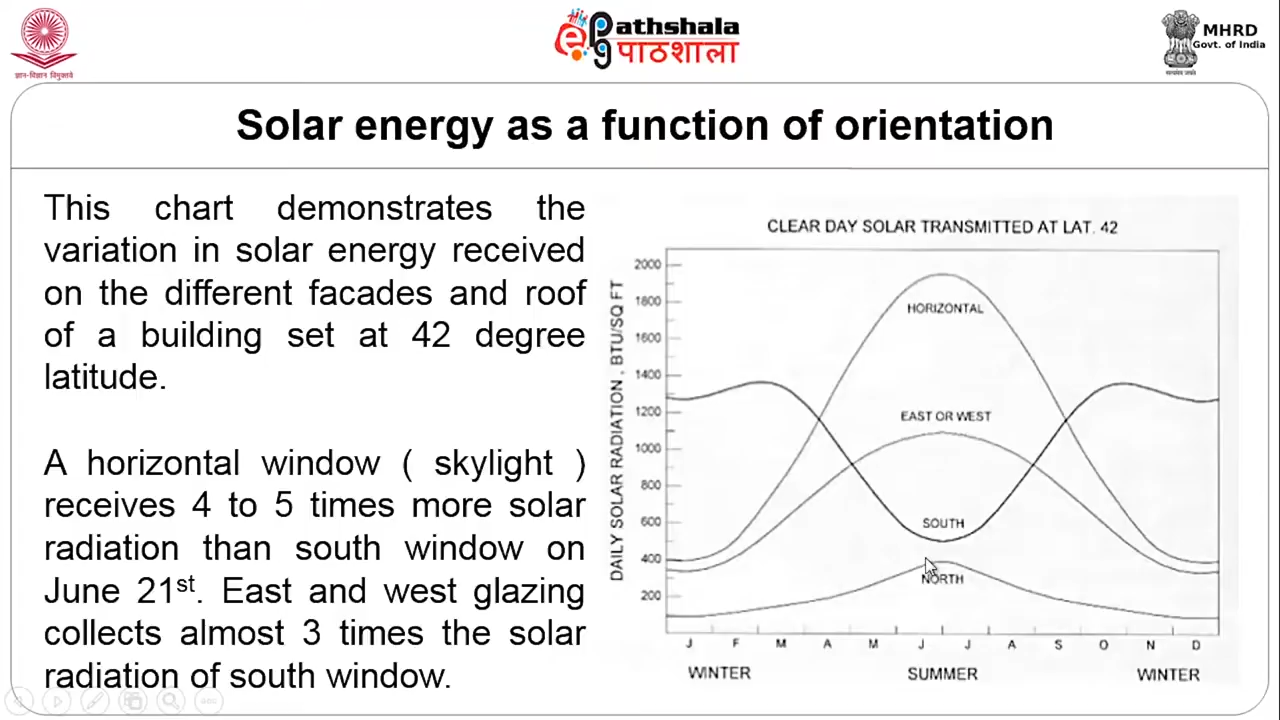 ज्ञान-विज्ञान विमुक्तये
ePathshala
पाठशाला
MHRD
Govt. of India
सत्यमेव जयते
Solar energy as a function of orientation
This chart demonstrates the
variation in solar energy received
on the different facades and roof
of a building set at 42 degree
latitude.
A horizontal window ( skylight )
receives 4 to 5 times more solar
radiation than south window on
June 21st. East and west glazing
collects almost 3 times the solar
radiation of south window.
CLEAR DAY SOLAR TRANSMITTED AT LAT. 42
DAILY SOLAR RADIATION , BTU/SQ FT
2000
1800
1600
1400
1200
1000
800
600
400
200
HORIZONTAL
EAST OR WEST
SOUTH
NORTH
J F M A M J J A S O N D
WINTER SUMMER WINTER